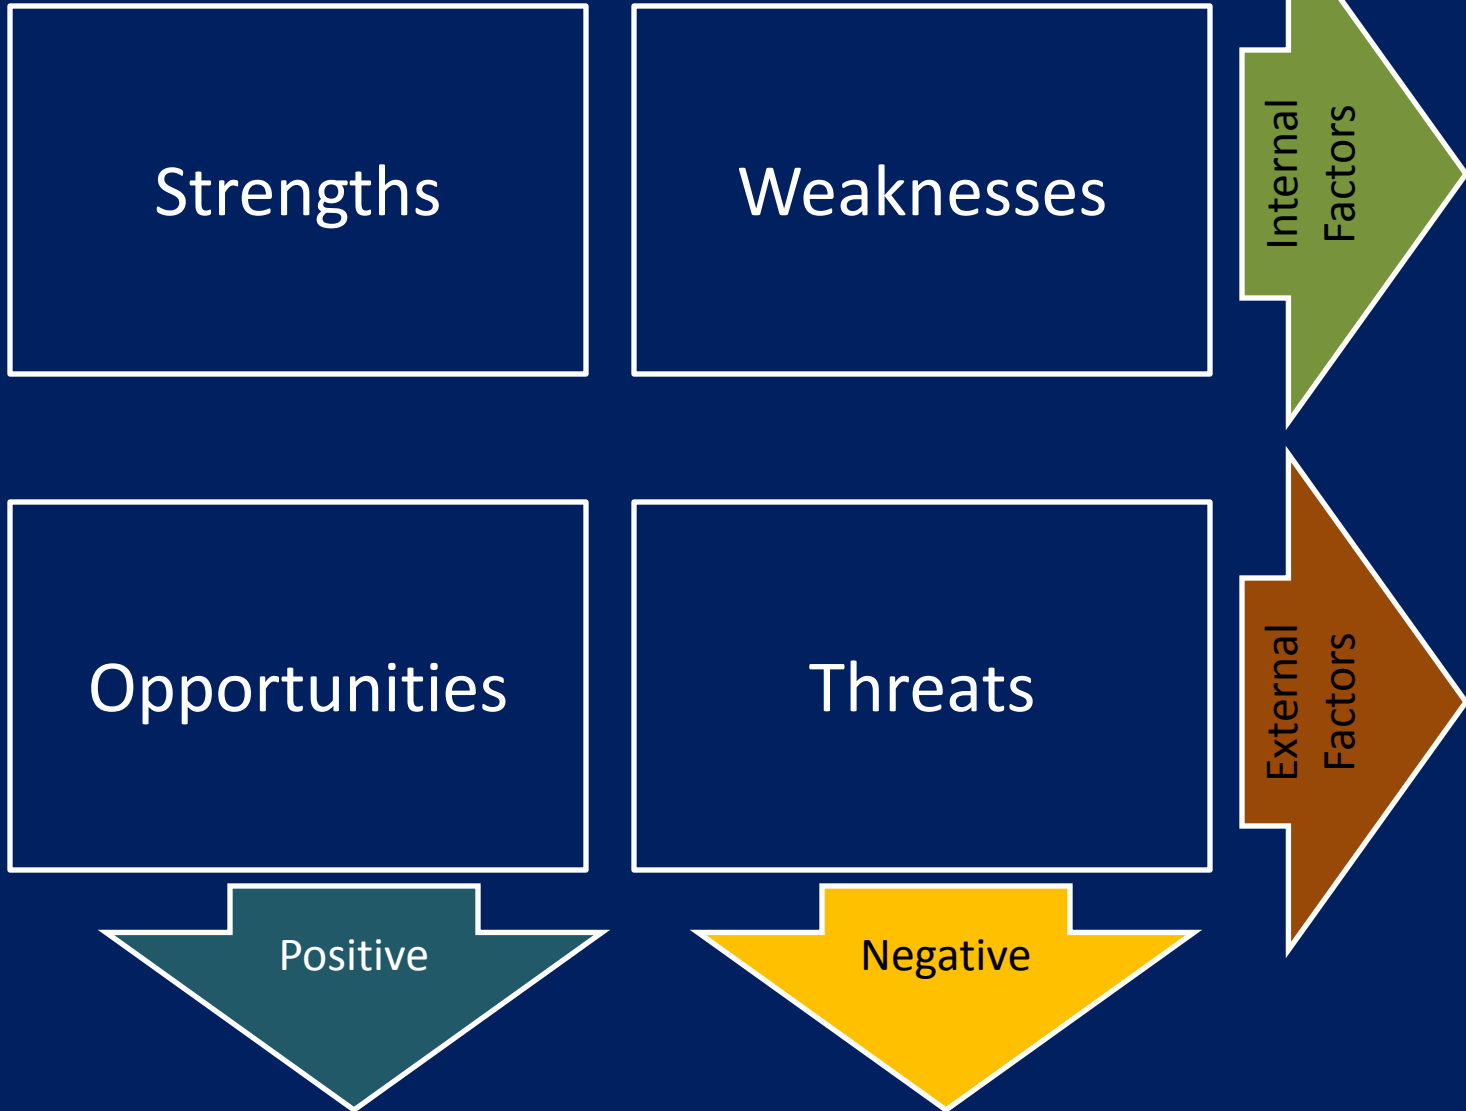 Strengths
Weaknesses
Internal
Factors
Opportunities
Threats
External
Factors
Positive
Negative